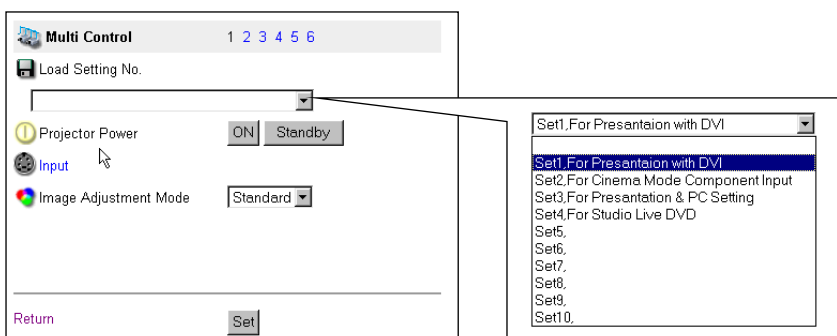 Multi Control 1 2 3 4 5 6
Load Setting No.
Projector Power ON Standby
Input
Image Adjustment Mode Standard
Return Set
Set1,For Presantaion with DVI
Set1,For Presantaion with DVI
Set2,For Cinema Mode Component Input
Set3,For Presantation & PC Setting
Set4,For Studio Live DVD
Set5,
Set6,
Set7,
Set8,
Set9,
Set10,